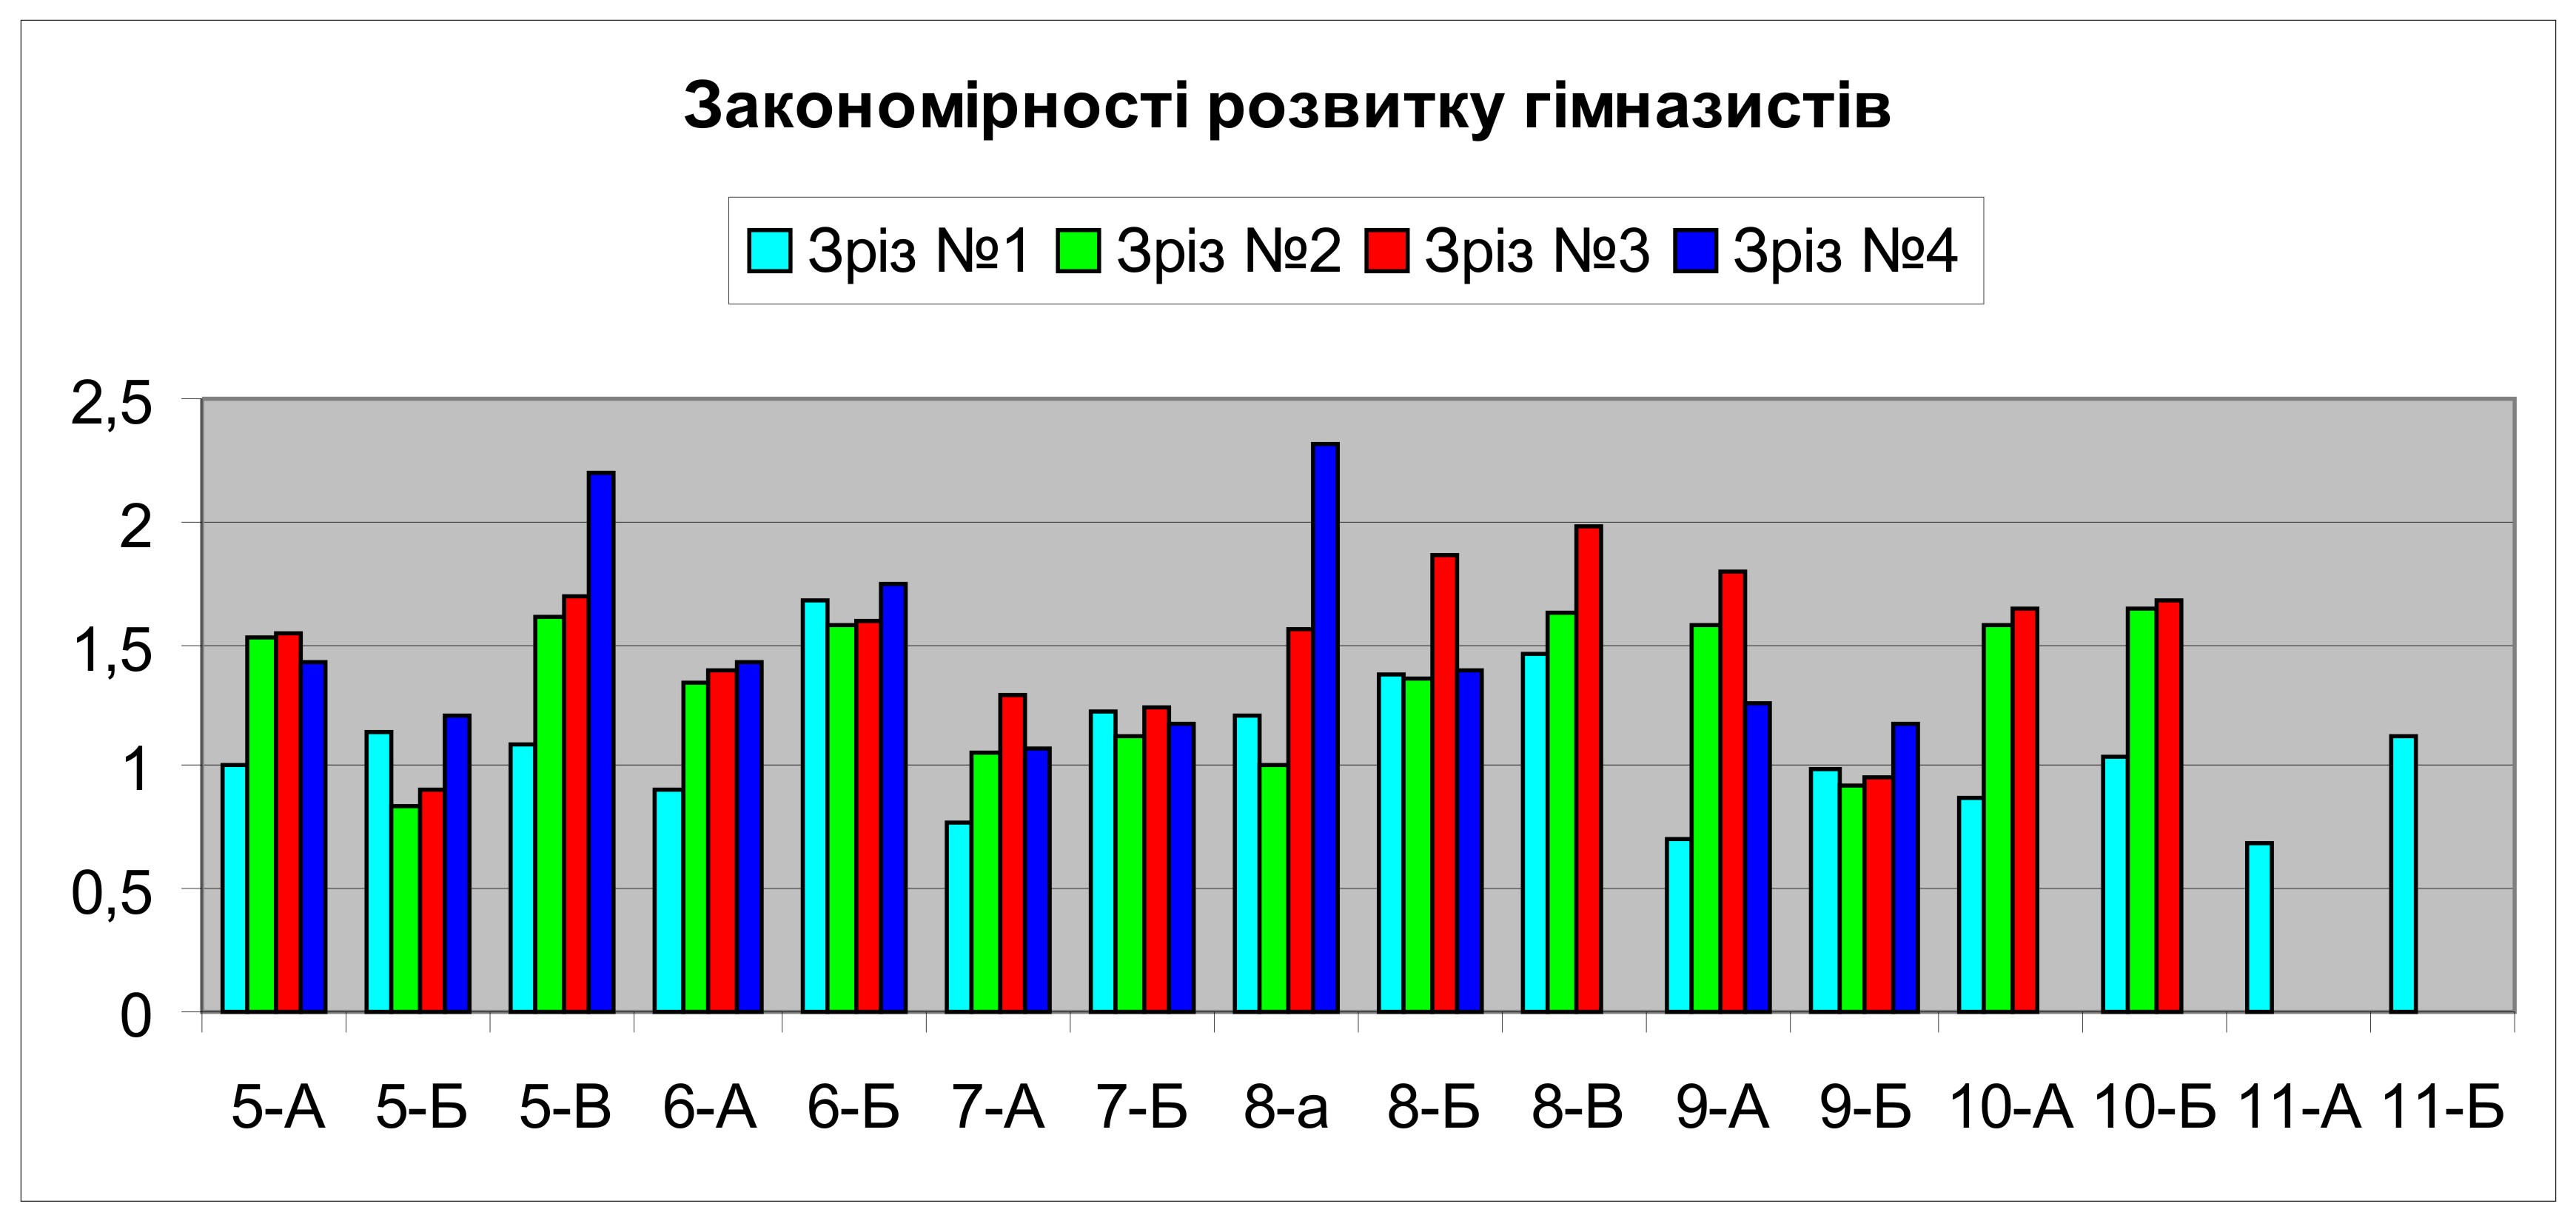 Закономірності розвитку гімназистів
Зріз №1 Зріз №2 Зріз №3 Зріз №4
2,5
2
1,5
1
0,5
0
5-А 5-Б 5-В 6-А 6-Б 7-А 7-Б 8-а 8-Б 8-В 9-А 9-Б 10-А 10-Б 11-А 11-Б